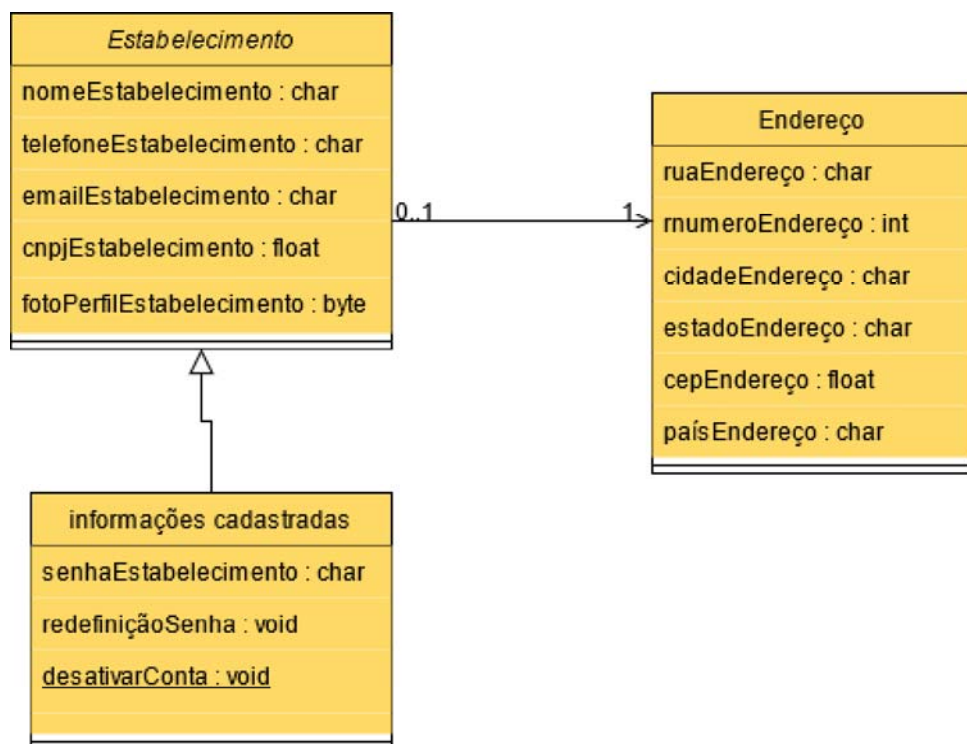 Estabelecimento
nomeEstabelecimento : char
telefoneEstabelecimento : char
emailEstabelecimento : char
cnpjEstabelecimento : float
fotoPerfilEstabelecimento : byte
0..1
1
Endereço
ruaEndereço : char
rnumeroEndereço : int
cidadeEndereço : char
estadoEndereço : char
cepEndereço : float
paísEndereço : char
informações cadastradas
senhaEstabelecimento : char
redefiniçãoSenha : void
desativarConta : void